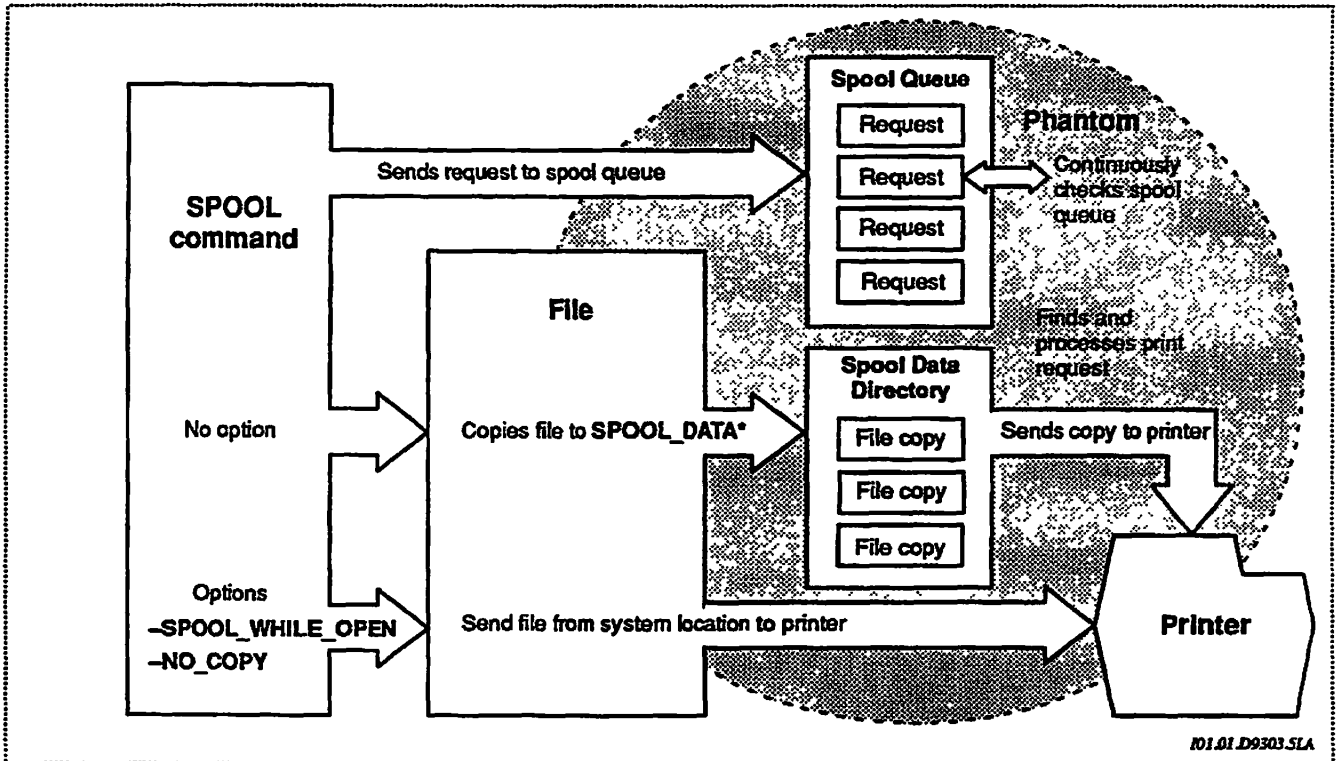 Spool Queue
Request
Request
Request
Request
Phantom
Continuously
checks spool
queue
Sends request to spool queue
SPOOL
command
File
Finds and
processes print
request
Spool Data
Directory
No option
Copies file to SPOOL_DATA*
File copy
File copy
File copy
Sends copy to printer
Options
–SPOOL_WHILE_OPEN
–NO_COPY
Send file from system location to printer
Printer
101.01.D9303.5LA